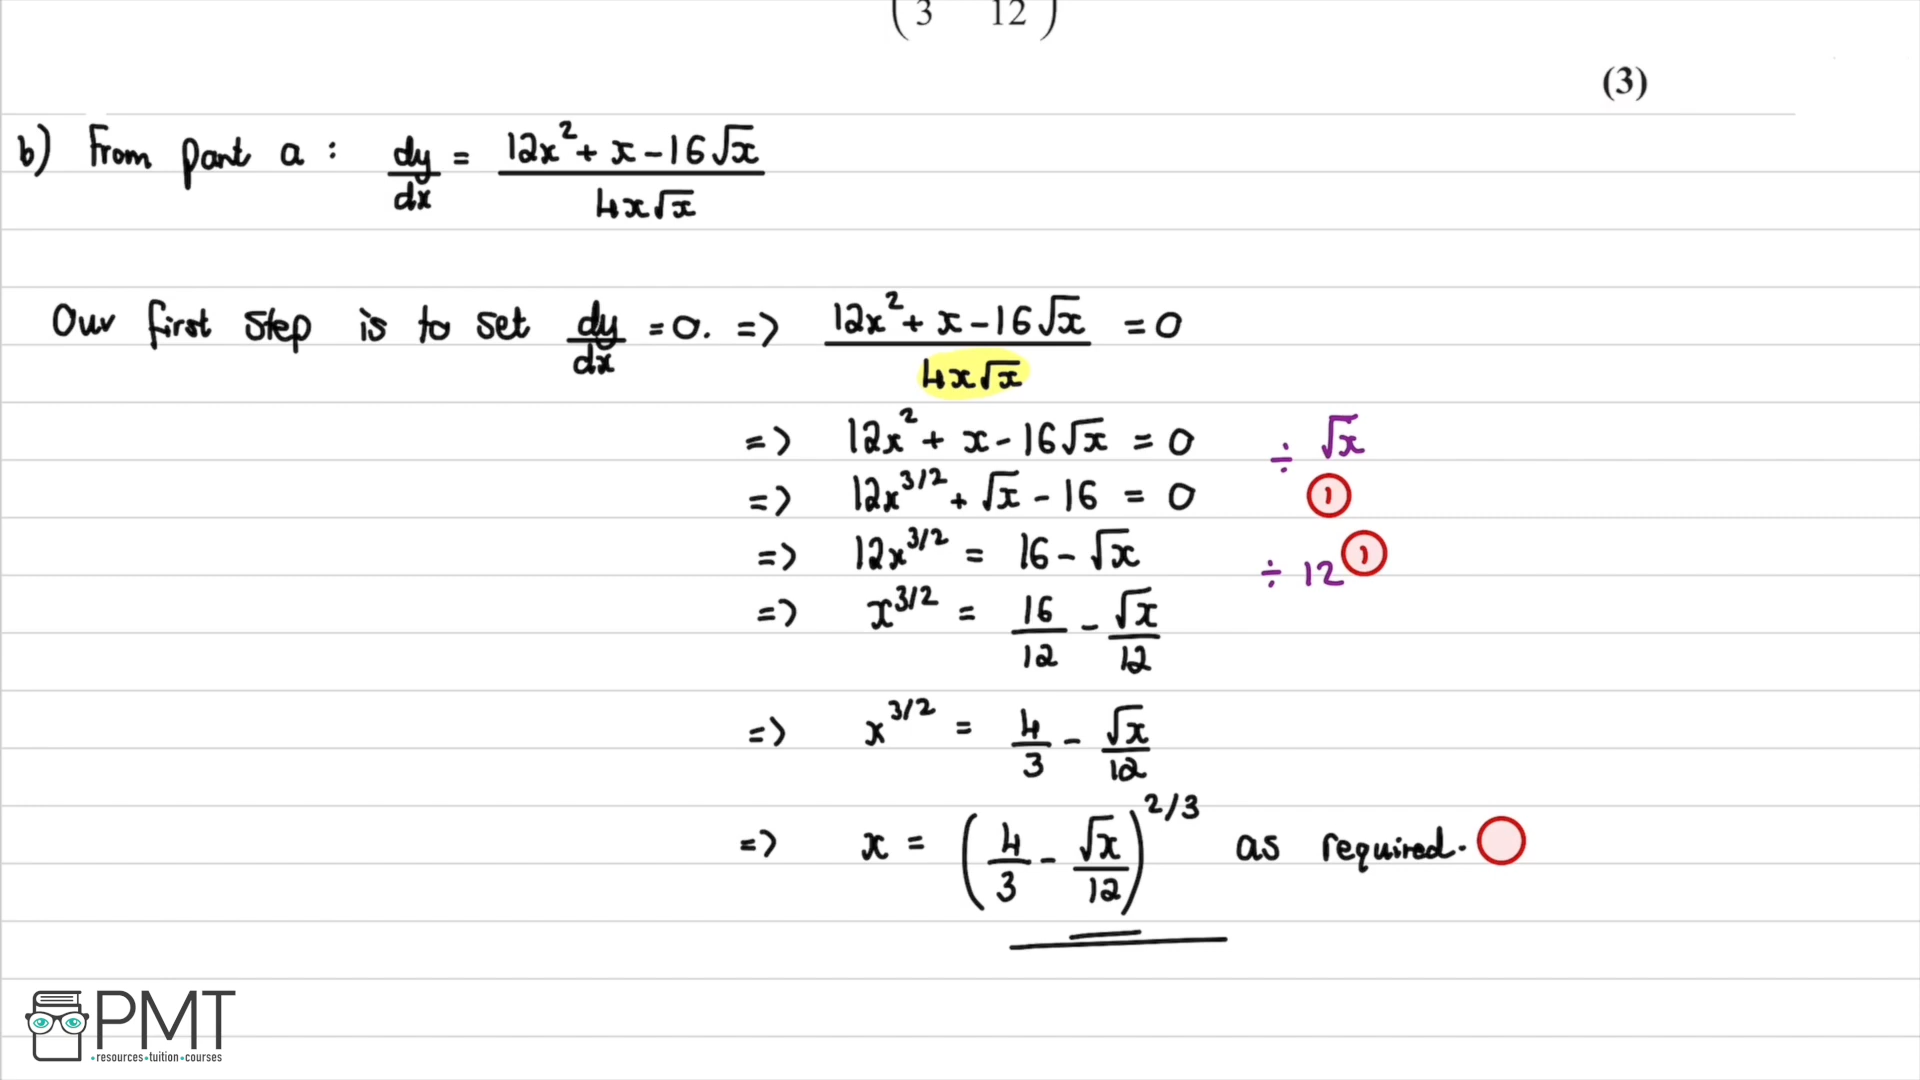 ( 3   12 )
(3)
b) From part a : dy/dx = (12x² + x - 16√x)/(4x√x)
Our first step is to set dy/dx = 0. => (12x² + x - 16√x)/(4x√x) = 0
=> 12x² + x - 16√x = 0 ÷ √x
=> 12x^3/2 + √x - 16 = 0 1
=> 12x^3/2 = 16 - √x ÷ 12 1
=> x^3/2 = 16/12 - √x/12
=> x^3/2 = 4/3 - √x/12
=> x = (4/3 - √x/12)^2/3 as required.
PMT
•resources•tuition•courses